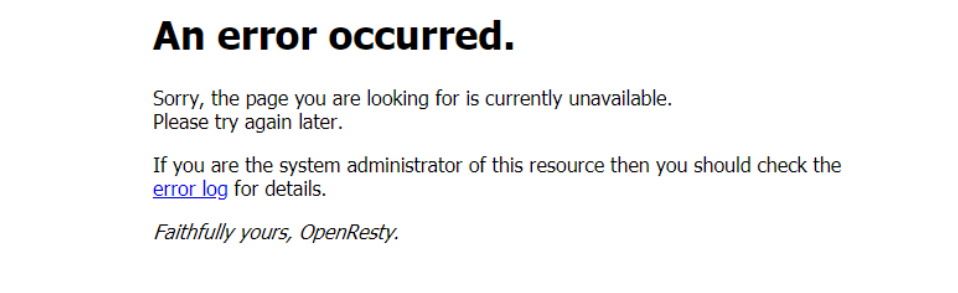 An error occurred.
Sorry, the page you are looking for is currently unavailable.
Please try again later.
If you are the system administrator of this resource then you should check the
error log for details.
Faithfully yours, OpenResty.